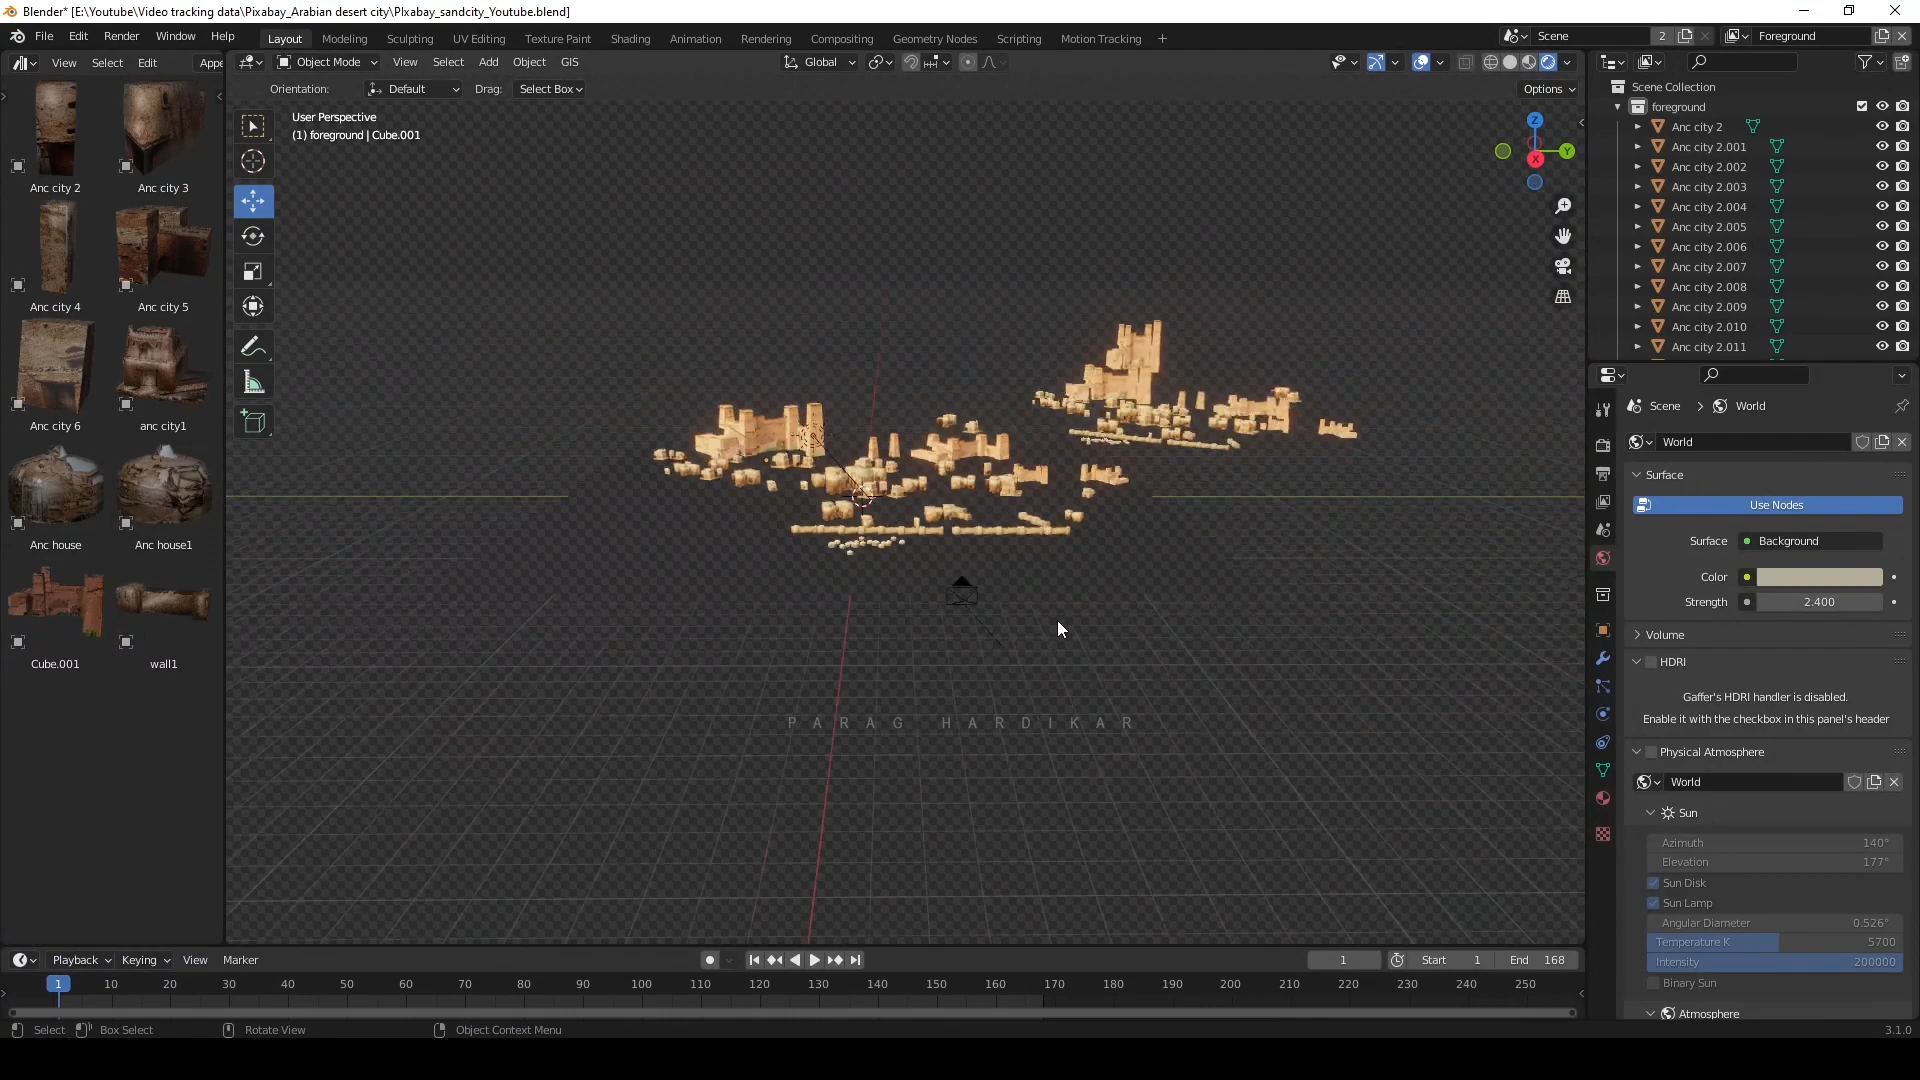 Blender* [E:\Youtube\Video tracking data\Pixabay_Arabian desert city\PIxabay_sandcity_Youtube.blend]
File Edit Render Window Help
Layout Modeling Sculpting UV Editing Texture Paint Shading Animation Rendering Compositing Geometry Nodes Scripting Motion Tracking +
Scene 2 Foreground
View Select Edit Appe
Object Mode View Select Add Object GIS
Global
Orientation: Default Drag: Select Box
Options
User Perspective
(1) foreground | Cube.001
Z
Y
X
Anc city 2 Anc city 3
Anc city 4 Anc city 5
Anc city 6 anc city1
Anc house Anc house1
Cube.001 wall1
PARAG HARDIKAR
Scene Collection
foreground
Anc city 2
Anc city 2.001
Anc city 2.002
Anc city 2.003
Anc city 2.004
Anc city 2.005
Anc city 2.006
Anc city 2.007
Anc city 2.008
Anc city 2.009
Anc city 2.010
Anc city 2.011
Scene > World
World
Surface
Use Nodes
Surface Background
Color
Strength 2.400
Volume
HDRI
Gaffer's HDRI handler is disabled.
Enable it with the checkbox in this panel's header
Physical Atmosphere
World
Sun
Azimuth 140°
Elevation 177°
Sun Disk
Sun Lamp
Angular Diameter 0.526°
Temperature K 5700
Intensity 200000
Binary Sun
Atmosphere
Playback Keying View Marker
1 Start 1 End 168
1 10 20 30 40 50 60 70 80 90 100 110 120 130 140 150 160 170 180 190 200 210 220 230 240 250
Select Box Select Rotate View Object Context Menu
3.1.0